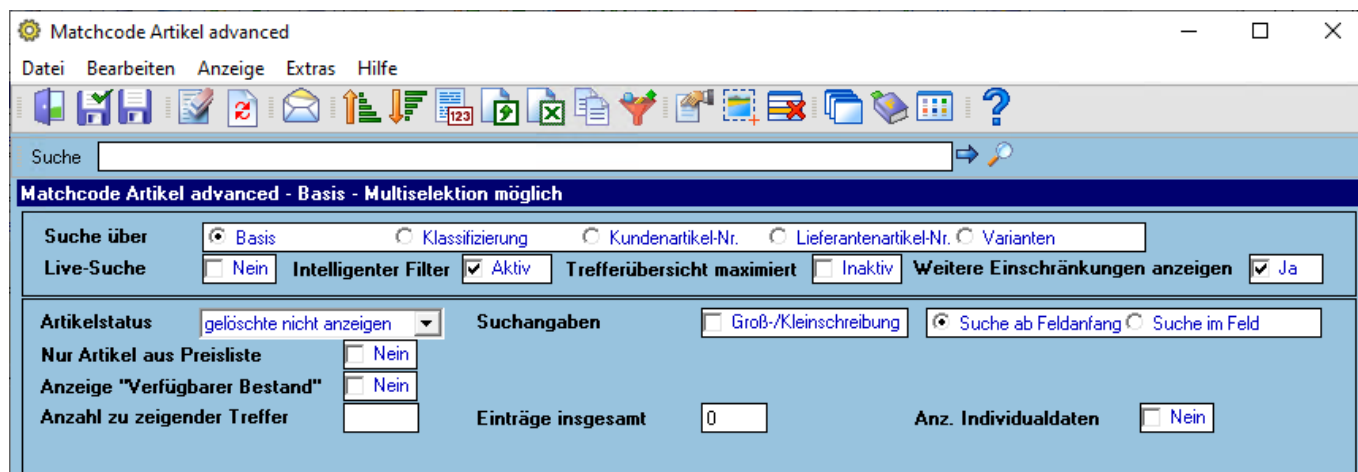 Matchcode Artikel advanced
Datei Bearbeiten Anzeige Extras Hilfe
123
Suche
Matchcode Artikel advanced - Basis - Multiselektion möglich
Suche über Basis Klassifizierung Kundenartikel-Nr. Lieferantenartikel-Nr. Varianten
Live-Suche Nein Intelligenter Filter Aktiv Trefferübersicht maximiert Inaktiv Weitere Einschränkungen anzeigen Ja
Artikelstatus gelöschte nicht anzeigen Suchangaben Groß-/Kleinschreibung Suche ab Feldanfang Suche im Feld
Nur Artikel aus Preisliste Nein
Anzeige "Verfügbarer Bestand" Nein
Anzahl zu zeigender Treffer Einträge insgesamt 0 Anz. Individualdaten Nein